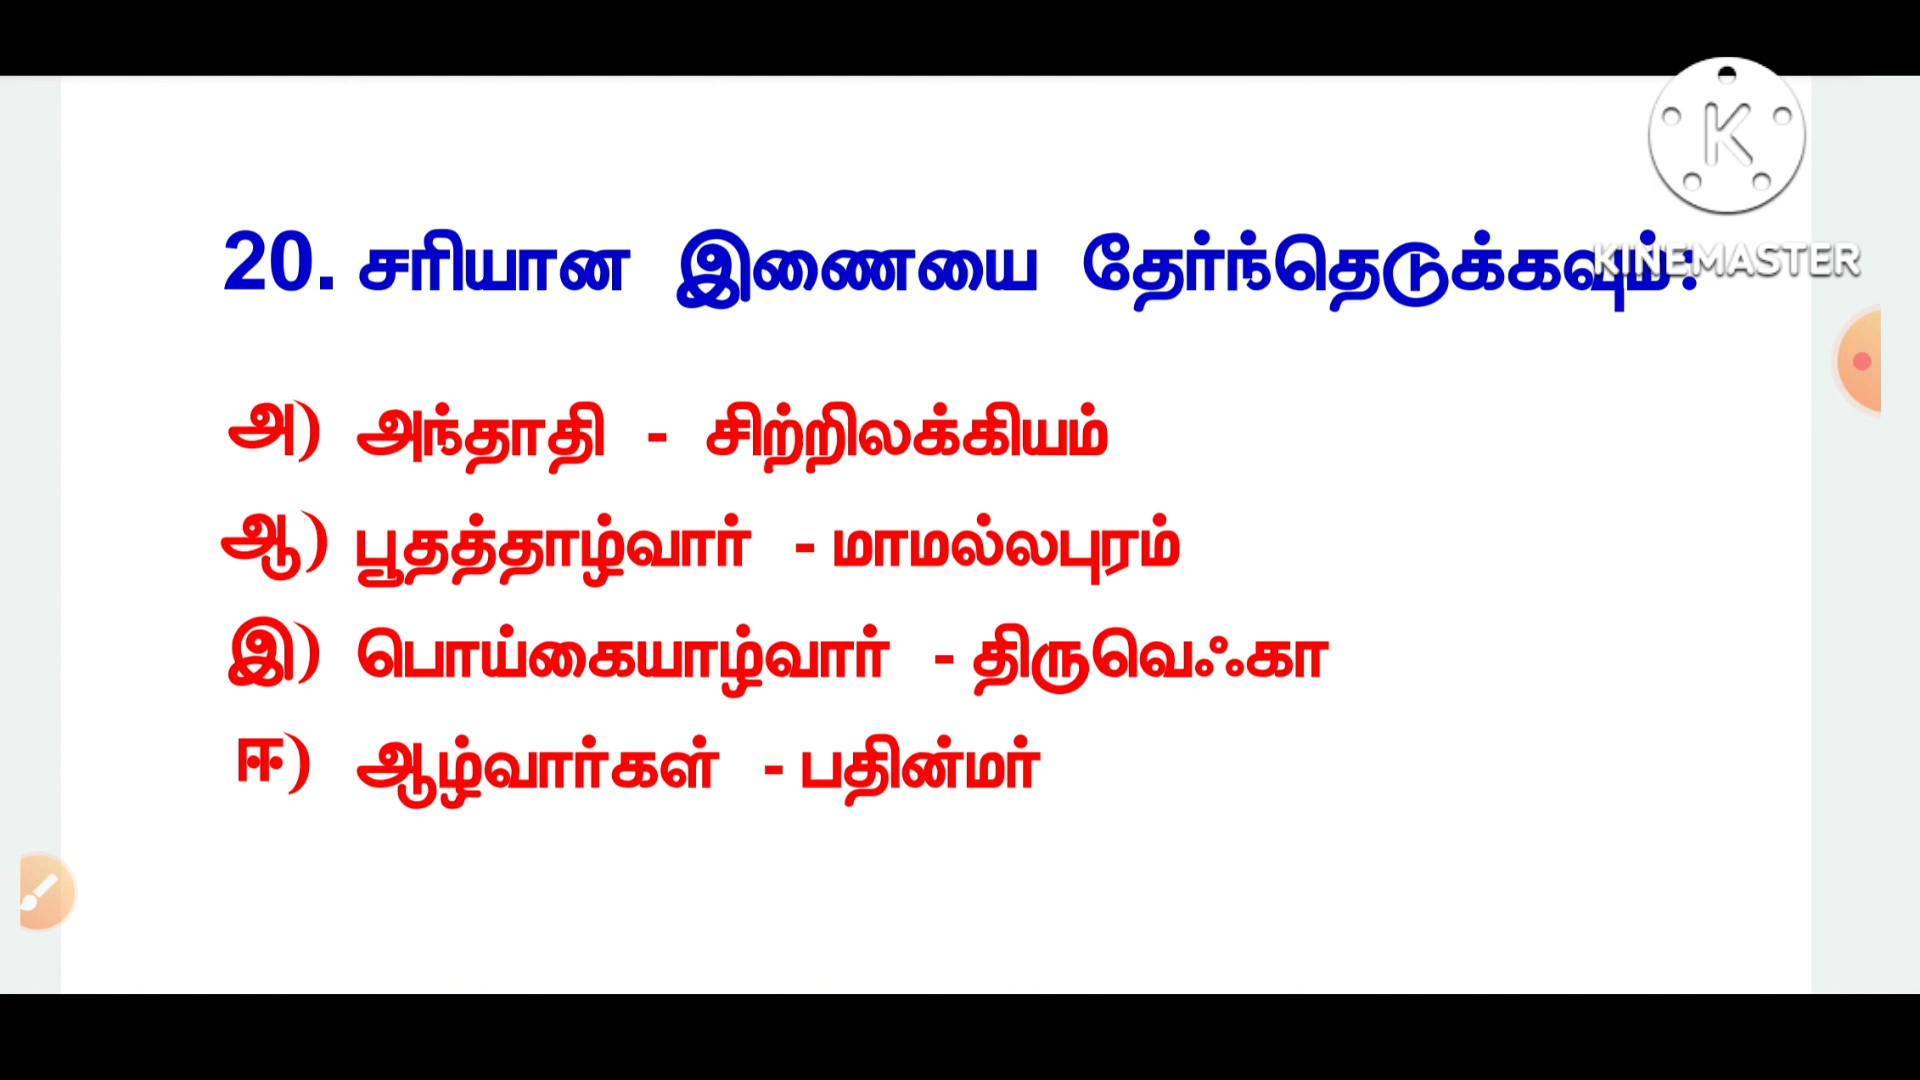 K
KINEMASTER
20. சரியான இணையை தேர்ந்தெடுக்கவும்:
அ) அந்தாதி - சிற்றிலக்கியம்
ஆ) பூதத்தாழ்வார் - மாமல்லபுரம்
இ) பொய்கையாழ்வார் - திருவெஃகா
ஈ) ஆழ்வார்கள் - பதின்மர்